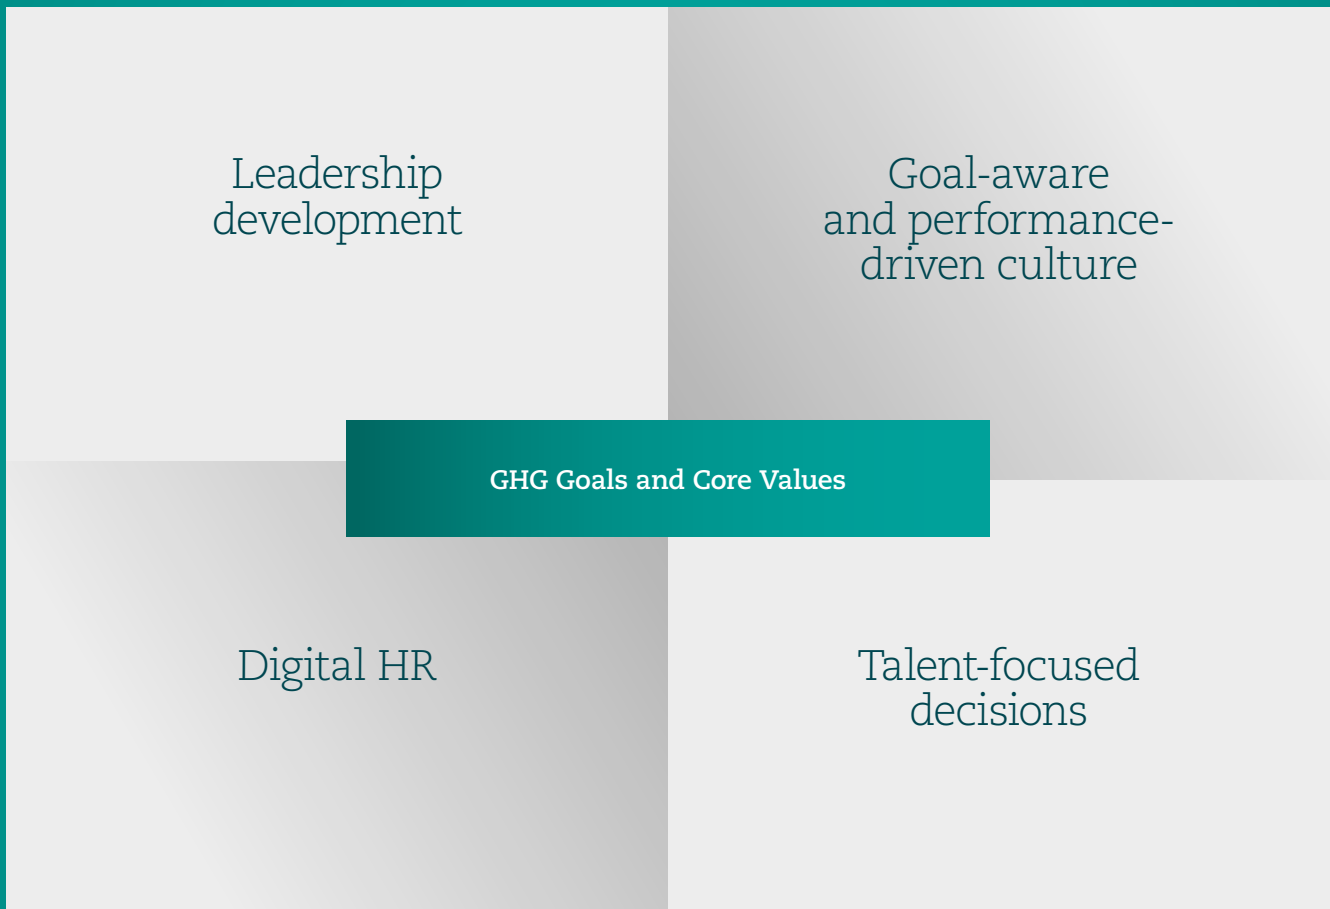 Leadership
development
Goal-aware
and performance-
driven culture
GHG Goals and Core Values
Digital HR
Talent-focused
decisions